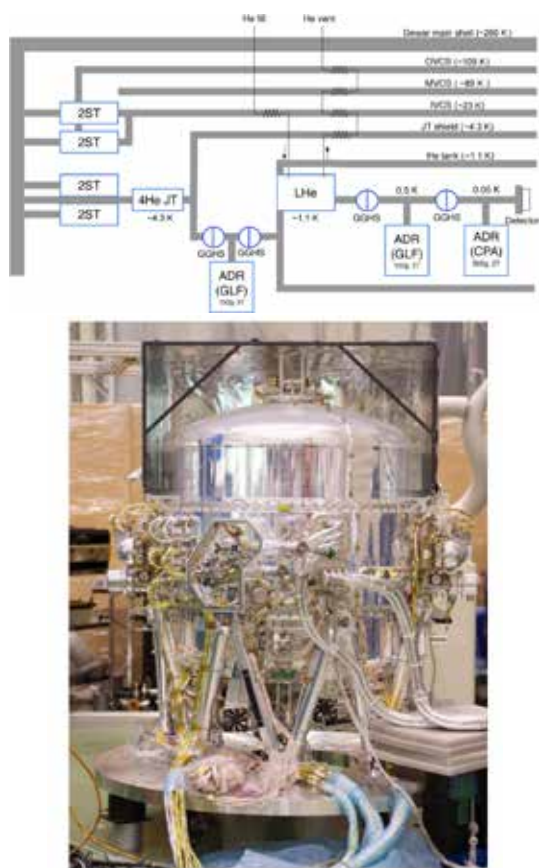 He fill He vent
Dewar main shell (~280 K)
OVCS (~100 K)
MVCS
IVCS (~23 K)
JT shield (~4.3 K)
He tank (~1.1 K)
2ST
2ST
2ST
2ST
4He JT
~4.3 K
LHe
~1.1 K
GGHS
GGHS
GGHS
GGHS
0.5 K
0.05 K
Detector
ADR
(GLF)
ADR
(GLF)
ADR
(CPA)